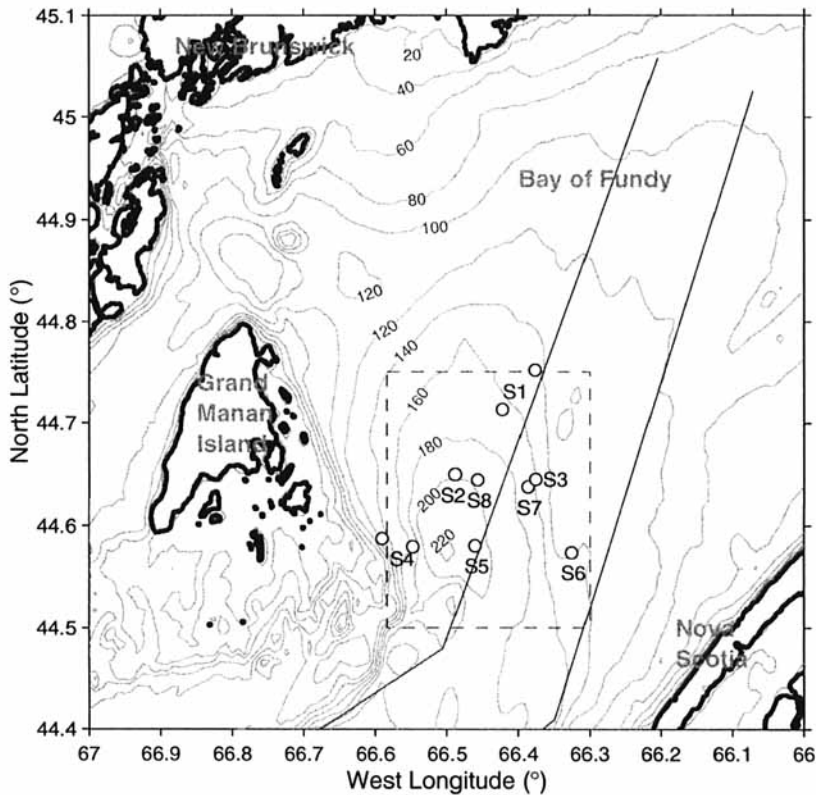 45.1
New Brunswick
20
40
45
60
80
Bay of Fundy
100
44.9
120
44.8
120
140
Grand
Manan
Island
160
S1
44.7
180
200
S2
S8
S3
S7
44.6
220
S4
S5
S6
44.5
Nova
Scotia
44.4
67
66.9
66.8
66.7
66.6
66.5
66.4
66.3
66.2
66.1
66
North Latitude (°)
West Longitude (°)